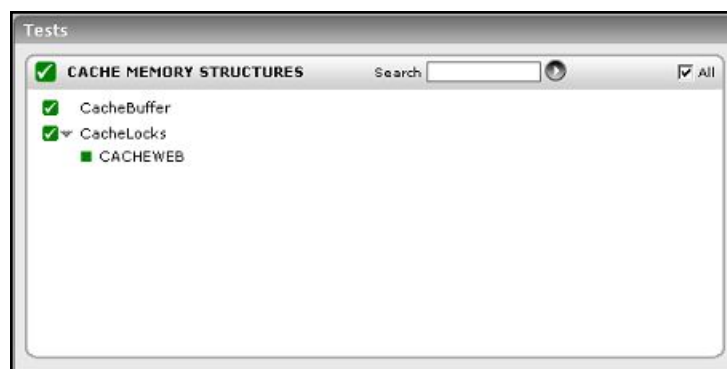 Tests
CACHE MEMORY STRUCTURES Search All
CacheBuffer
CacheLocks
CACHEWEB